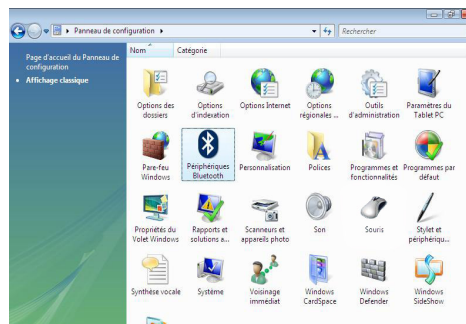 Panneau de configuration
Rechercher
Page d'accueil du Panneau de
configuration
Affichage classique
Nom
Catégorie
Options des
dossiers
Options
d'indexation
Options Internet
Options
régionales ...
Outils
d'administration
Paramètres du
Tablet PC
Pare-feu
Windows
Périphériques
Bluetooth
Personnalisation
Polices
Programmes et
fonctionnalités
Programmes par
défaut
Propriétés du
Volet Windows
Rapports et
solutions a...
Scanneurs et
appareils photo
Son
Souris
Stylet et
périphériqu...
Synthèse vocale
Système
Voisinage
immédiat
Windows
CardSpace
Windows
Defender
Windows
SideShow